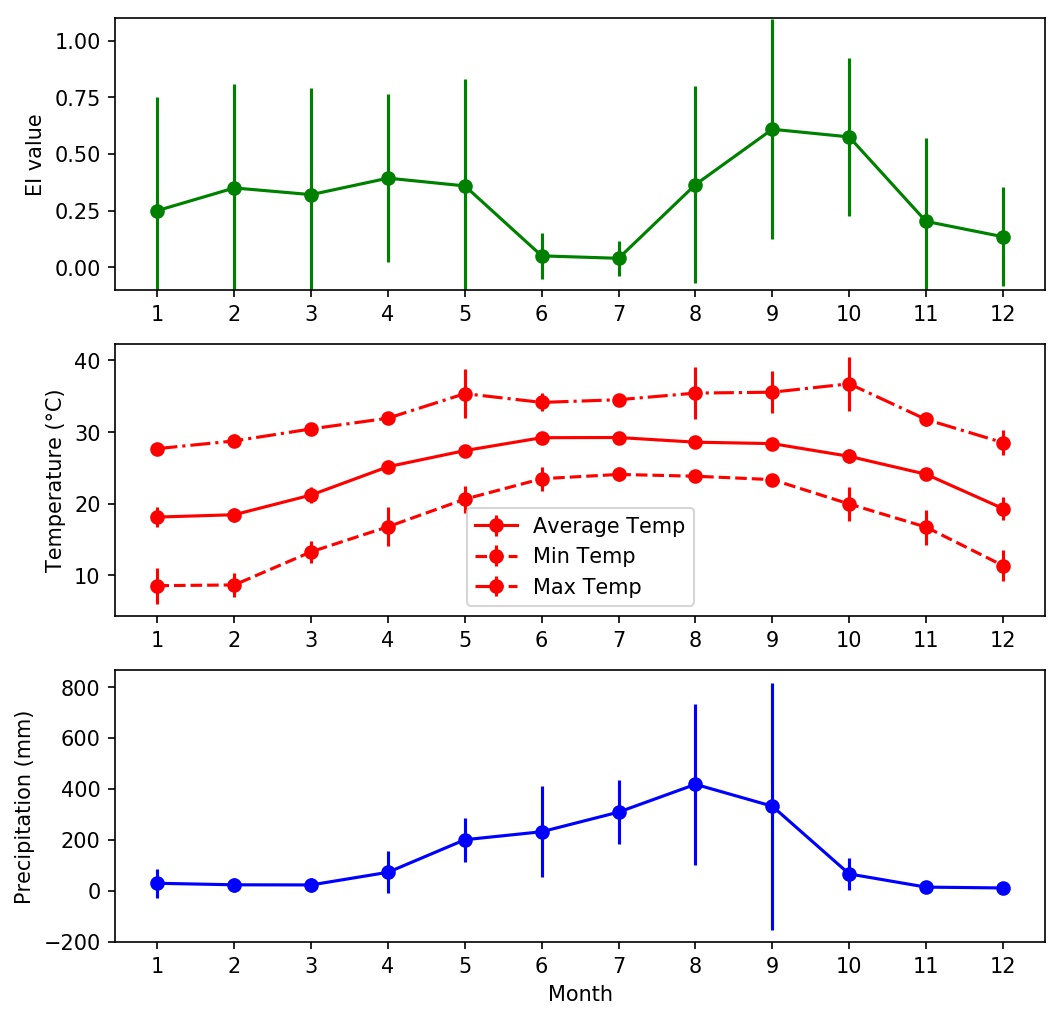 EI value
1.00
0.75
0.50
0.25
0.00
1 2 3 4 5 6 7 8 9 10 11 12
Temperature (°C)
40
30
20
10
Average Temp
Min Temp
Max Temp
1 2 3 4 5 6 7 8 9 10 11 12
Precipitation (mm)
800
600
400
200
0
−200
1 2 3 4 5 6 7 8 9 10 11 12
Month